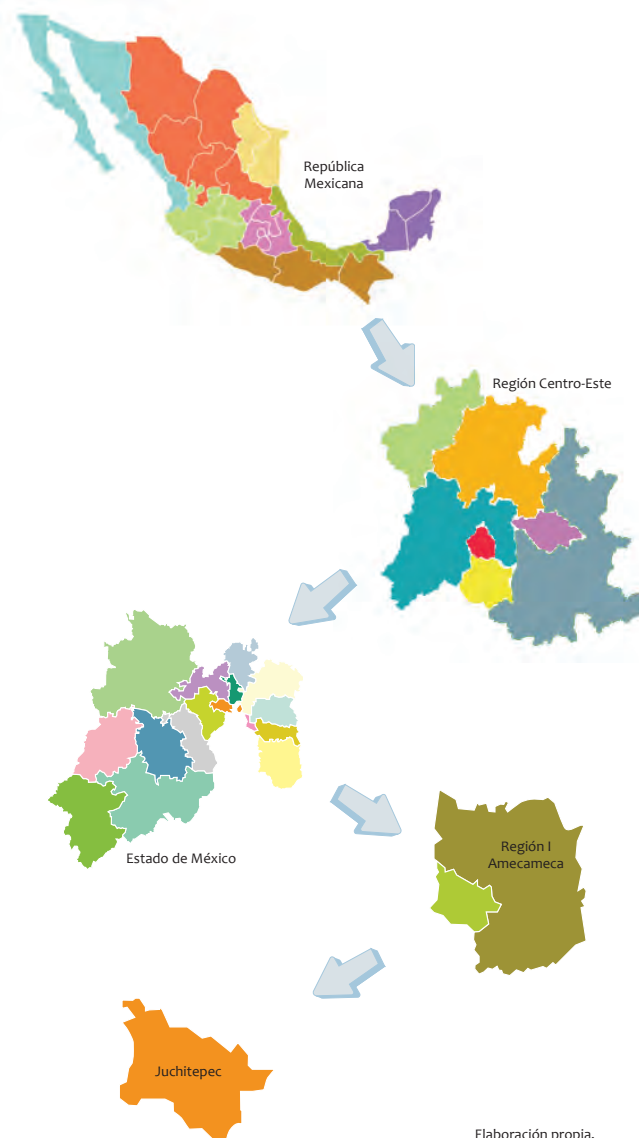 República
Mexicana
Región Centro-Este
Estado de México
Región I
Amecameca
Juchitepec
Elaboración propia.